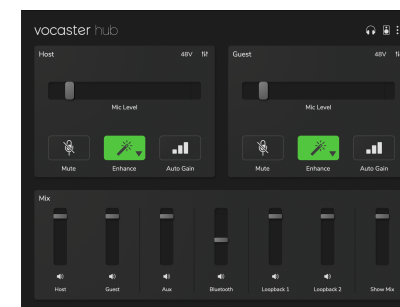 vocaster hub
Host 48V
Guest 48V
Mic Level
Mic Level
Mute Enhance Auto Gain
Mute Enhance Auto Gain
Mix
Host Guest Aux Bluetooth Loopback 1 Loopback 2 Show Mix